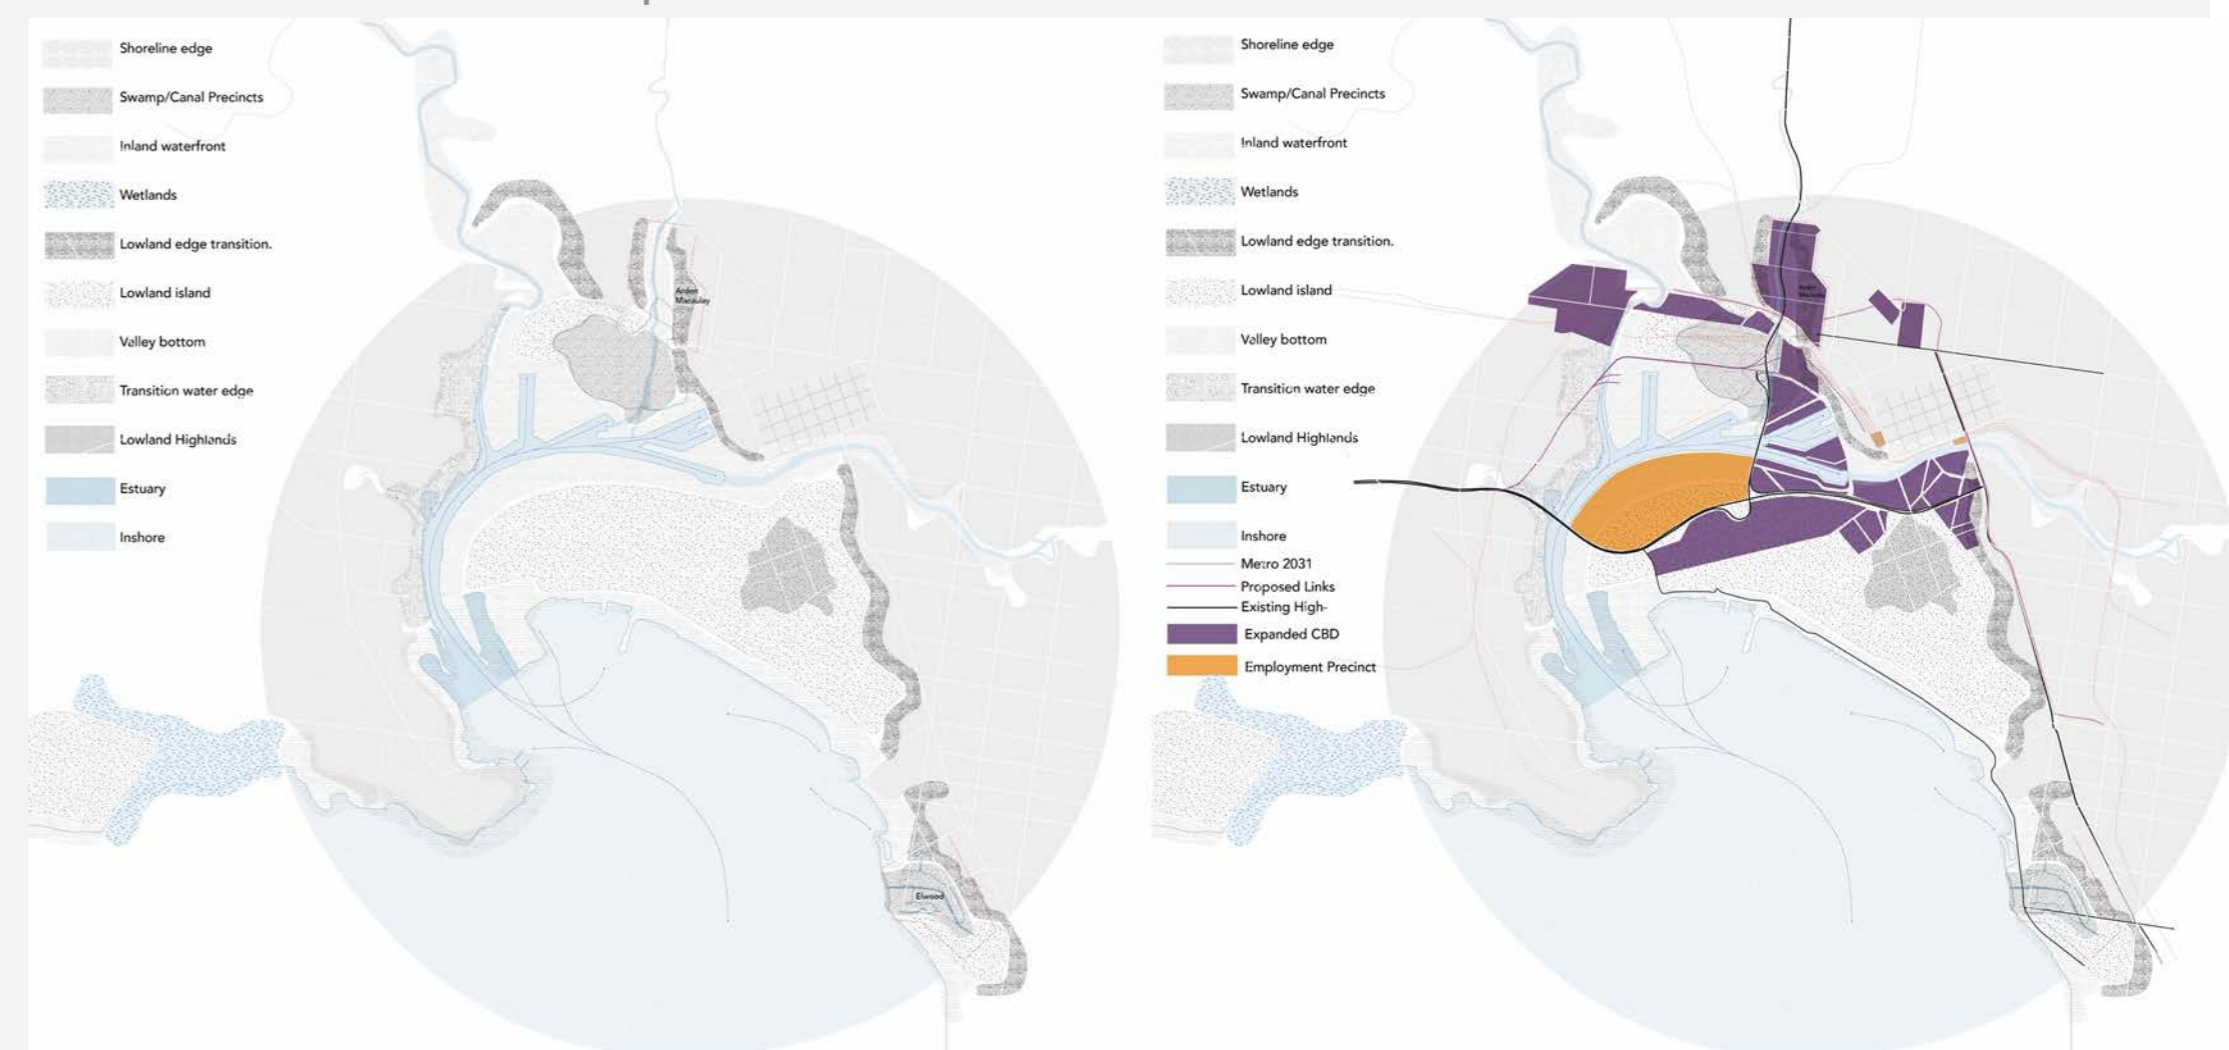 Shoreline edge
Swamp/Canal Precincts
Inland waterfront
Wetlands
Lowland edge transition.
Lowland island
Valley bottom
Transition water edge
Lowland Highlands
Estuary
Inshore
Arden
Macaulay
Elwood
Shoreline edge
Swamp/Canal Precincts
Inland waterfront
Wetlands
Lowland edge transition.
Lowland island
Valley bottom
Transition water edge
Lowland Highlands
Estuary
Inshore
Metro 2031
Proposed Links
Existing High-
Expanded CBD
Employment Precinct